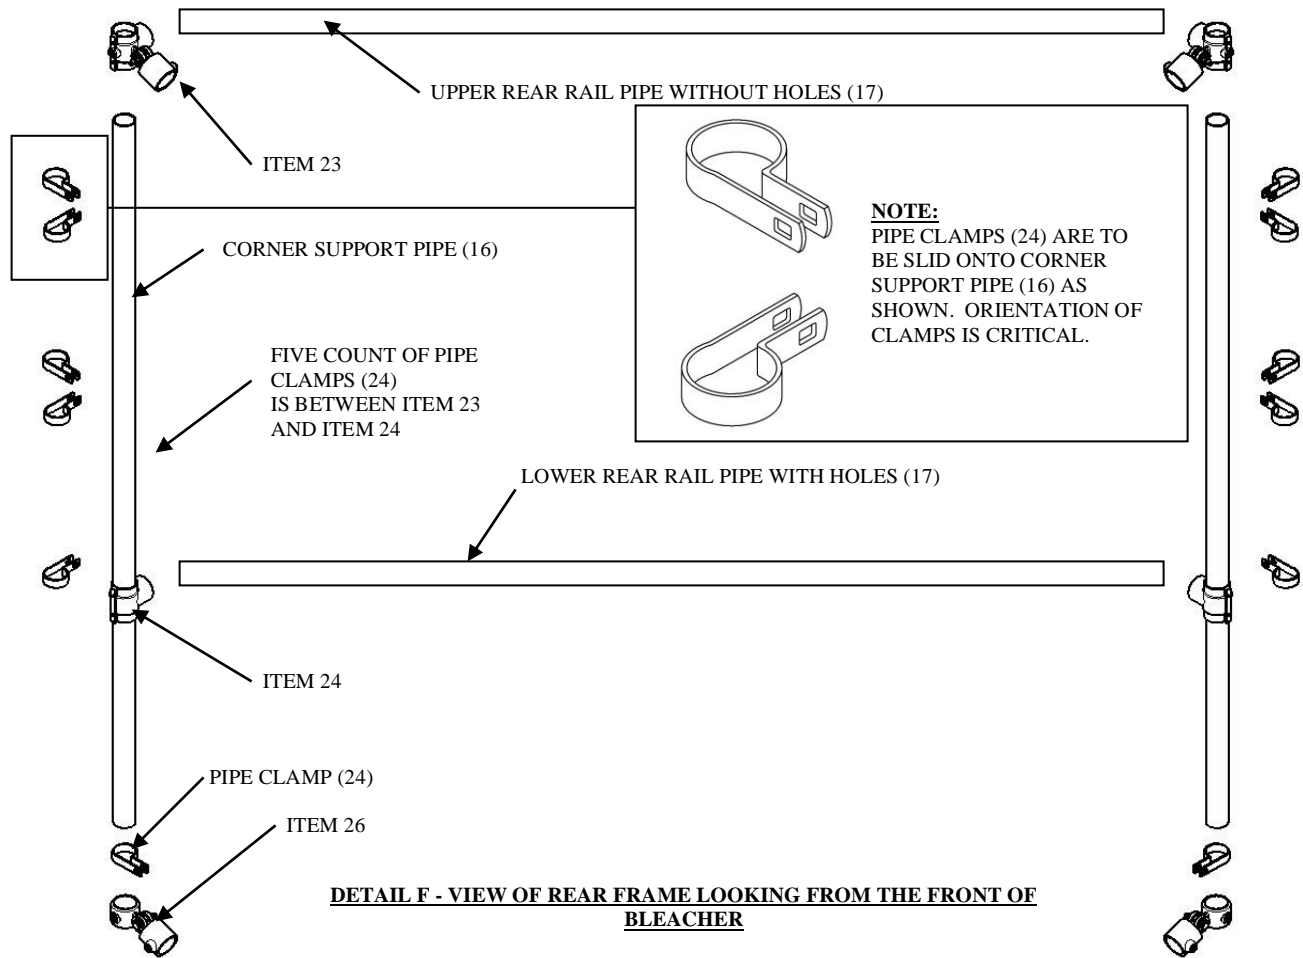 UPPER REAR RAIL PIPE WITHOUT HOLES (17)
ITEM 23
NOTE:
PIPE CLAMPS (24) ARE TO
BE SLID ONTO CORNER
SUPPORT PIPE (16) AS
SHOWN. ORIENTATION OF
CLAMPS IS CRITICAL.
CORNER SUPPORT PIPE (16)
FIVE COUNT OF PIPE
CLAMPS (24)
IS BETWEEN ITEM 23
AND ITEM 24
LOWER REAR RAIL PIPE WITH HOLES (17)
ITEM 24
PIPE CLAMP (24)
ITEM 26
DETAIL F - VIEW OF REAR FRAME LOOKING FROM THE FRONT OF
BLEACHER